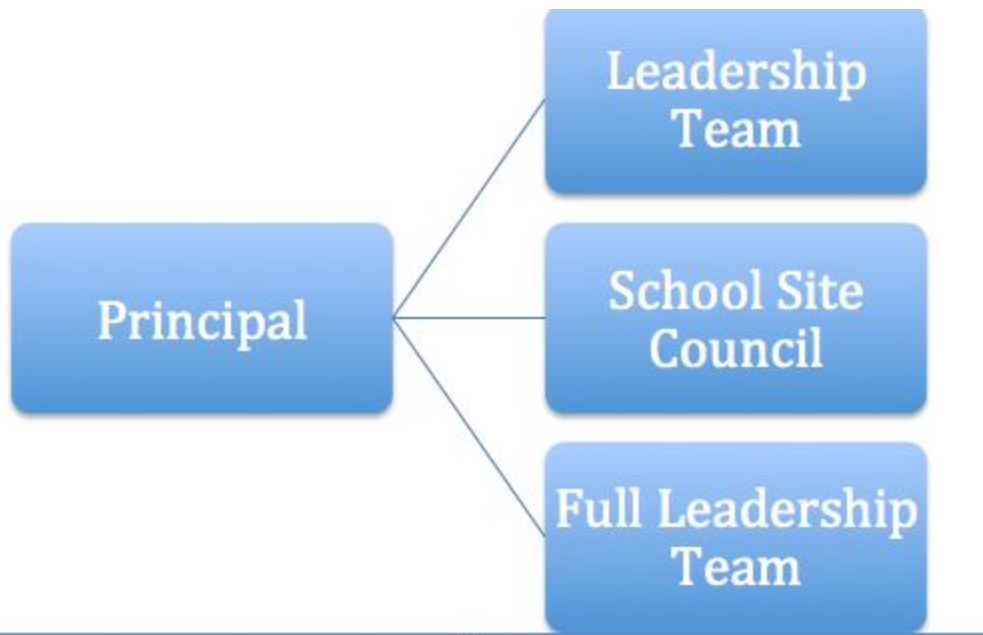 Leadership
Team
Principal
School Site
Council
Full Leadership
Team